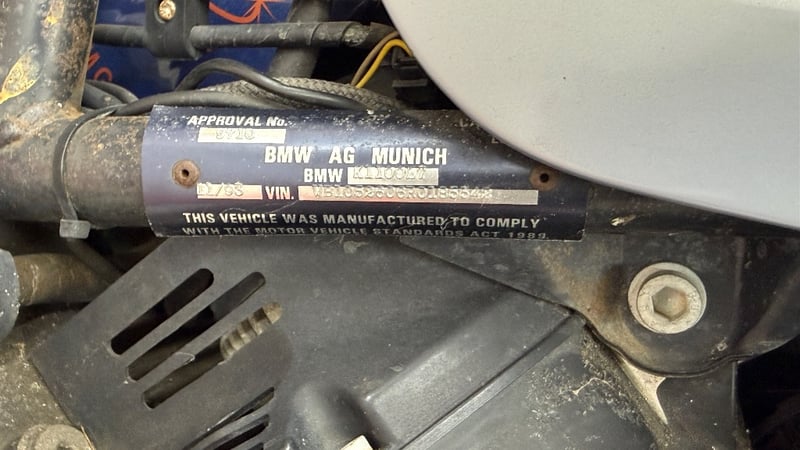 APPROVAL No.
BMW AG MUNICH
BMW K1100LT
VIN.
THIS VEHICLE WAS MANUFACTURED TO COMPLY
WITH THE MOTOR VEHICLE STANDARDS ACT 1989.